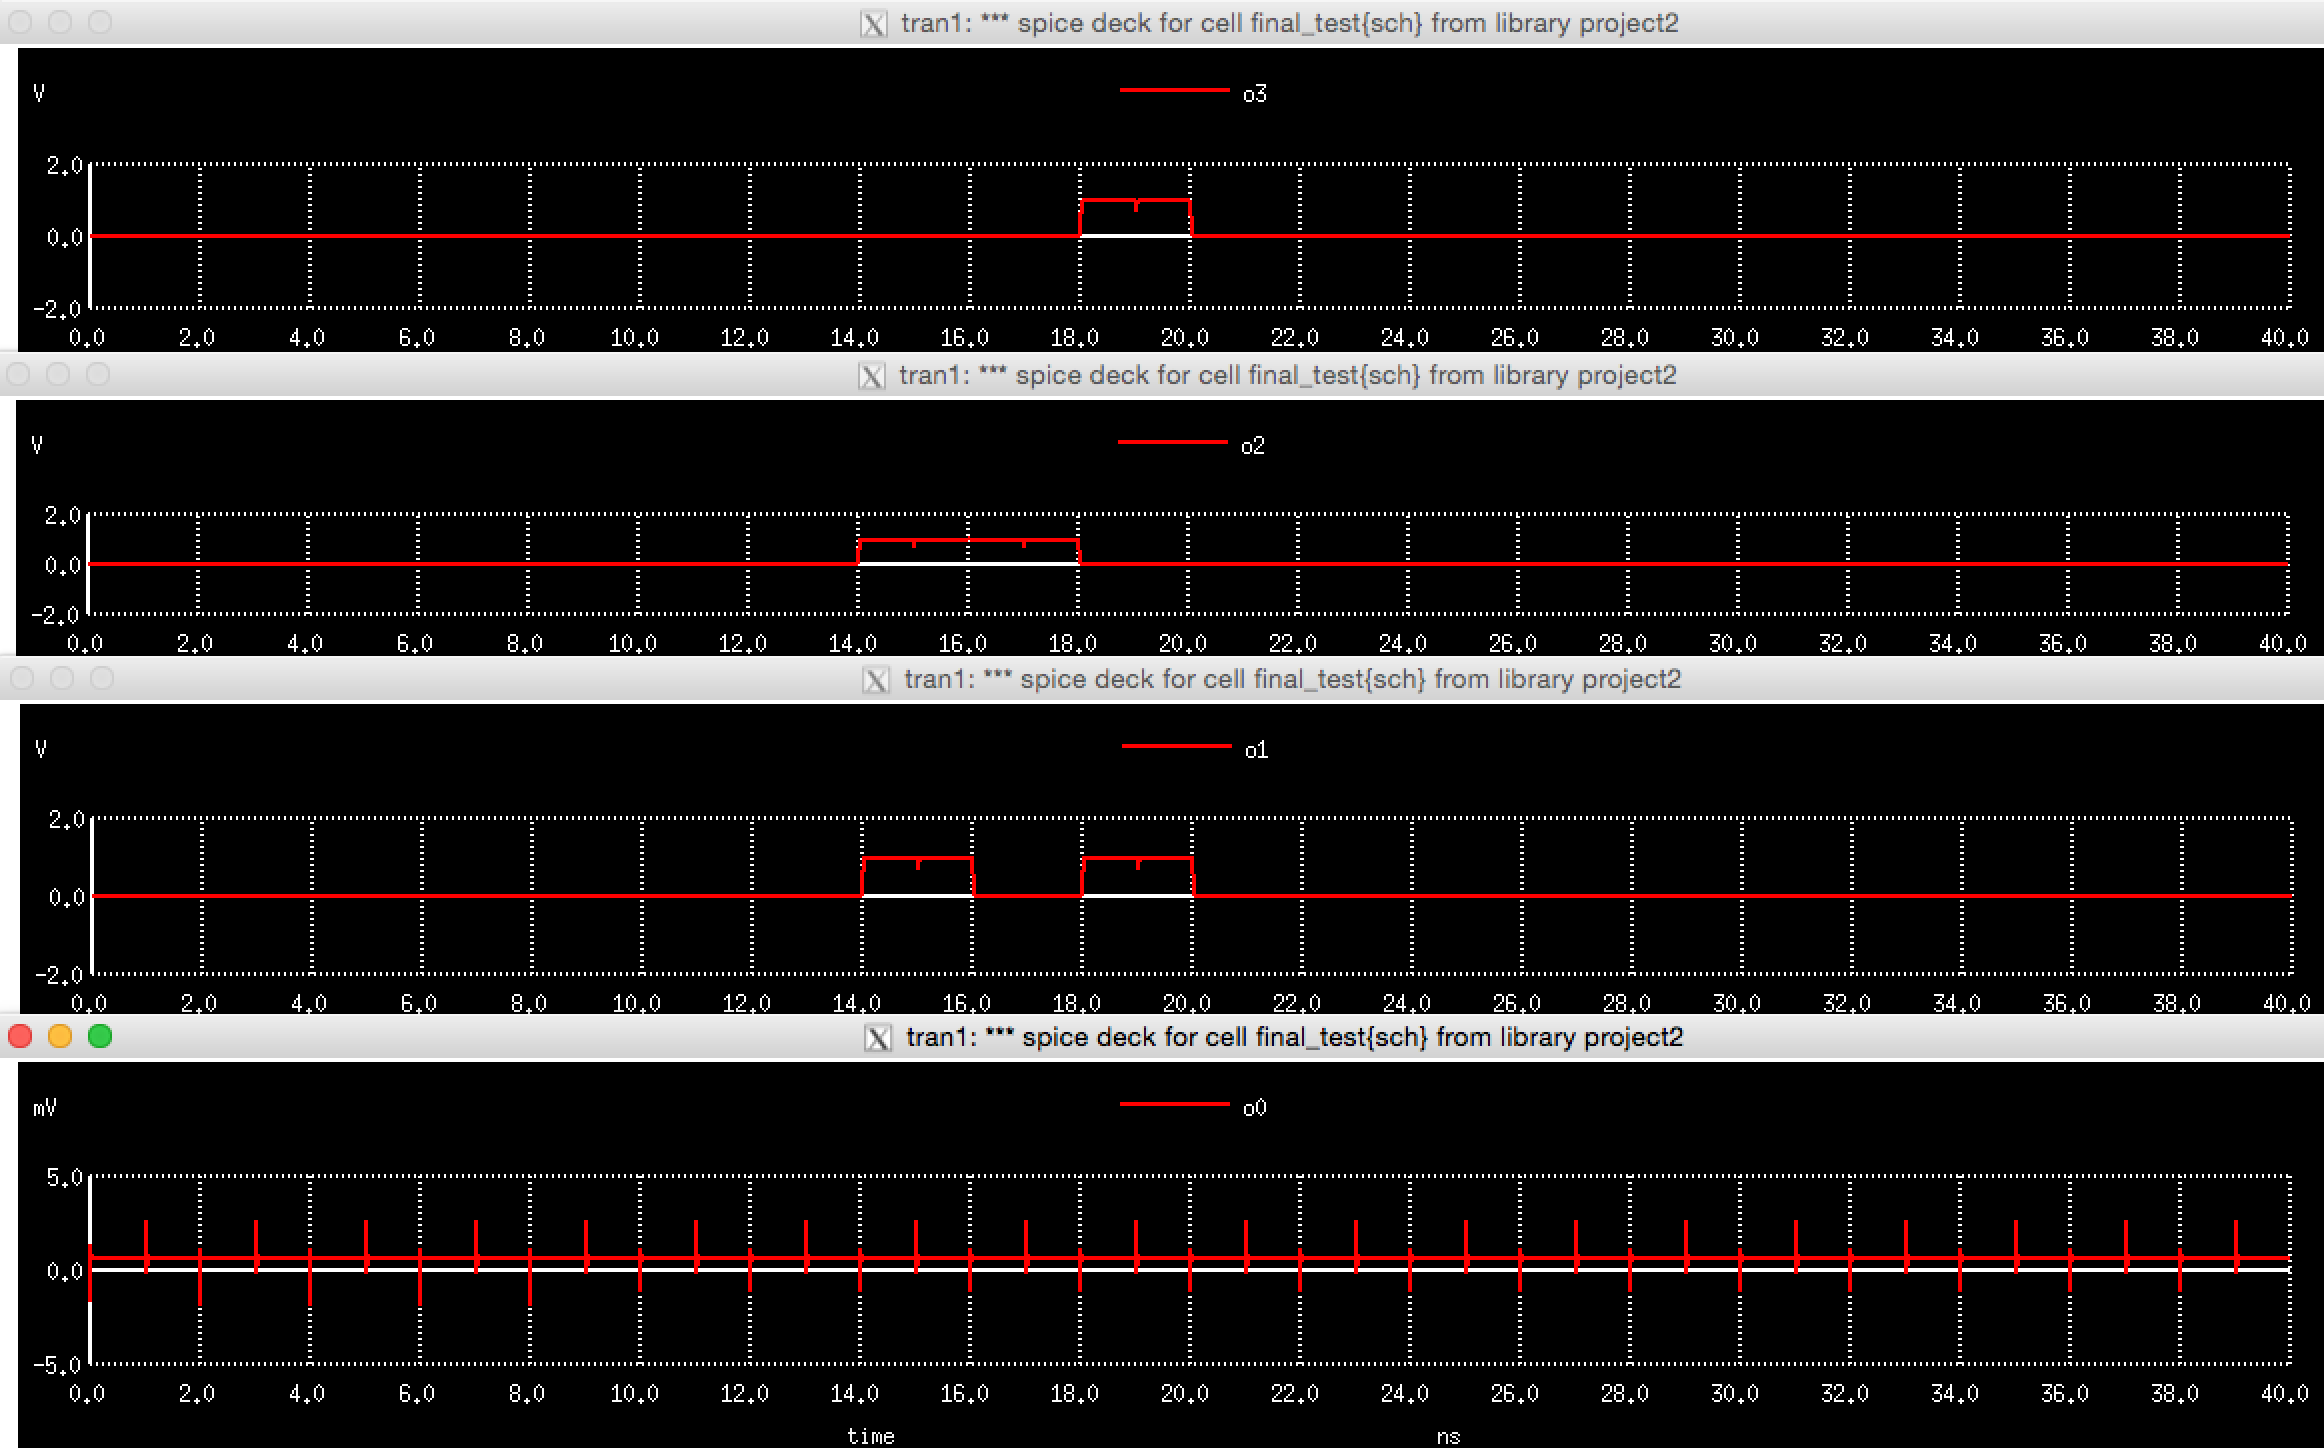 tran1: *** spice deck for cell final_test{sch} from library project2
V
o3
2.0
0.0
-2.0
0.0 2.0 4.0 6.0 8.0 10.0 12.0 14.0 16.0 18.0 20.0 22.0 24.0 26.0 28.0 30.0 32.0 34.0 36.0 38.0 40.0
tran1: *** spice deck for cell final_test{sch} from library project2
V
o2
2.0
0.0
-2.0
0.0 2.0 4.0 6.0 8.0 10.0 12.0 14.0 16.0 18.0 20.0 22.0 24.0 26.0 28.0 30.0 32.0 34.0 36.0 38.0 40.0
tran1: *** spice deck for cell final_test{sch} from library project2
V
o1
2.0
0.0
-2.0
0.0 2.0 4.0 6.0 8.0 10.0 12.0 14.0 16.0 18.0 20.0 22.0 24.0 26.0 28.0 30.0 32.0 34.0 36.0 38.0 40.0
tran1: *** spice deck for cell final_test{sch} from library project2
mV
o0
5.0
0.0
-5.0
0.0 2.0 4.0 6.0 8.0 10.0 12.0 14.0 16.0 18.0 20.0 22.0 24.0 26.0 28.0 30.0 32.0 34.0 36.0 38.0 40.0
time ns